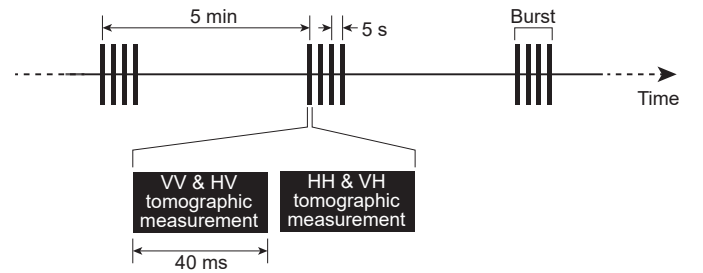 5 min
5 s
Burst
Time
VV & HV
tomographic
measurement
HH & VH
tomographic
measurement
40 ms